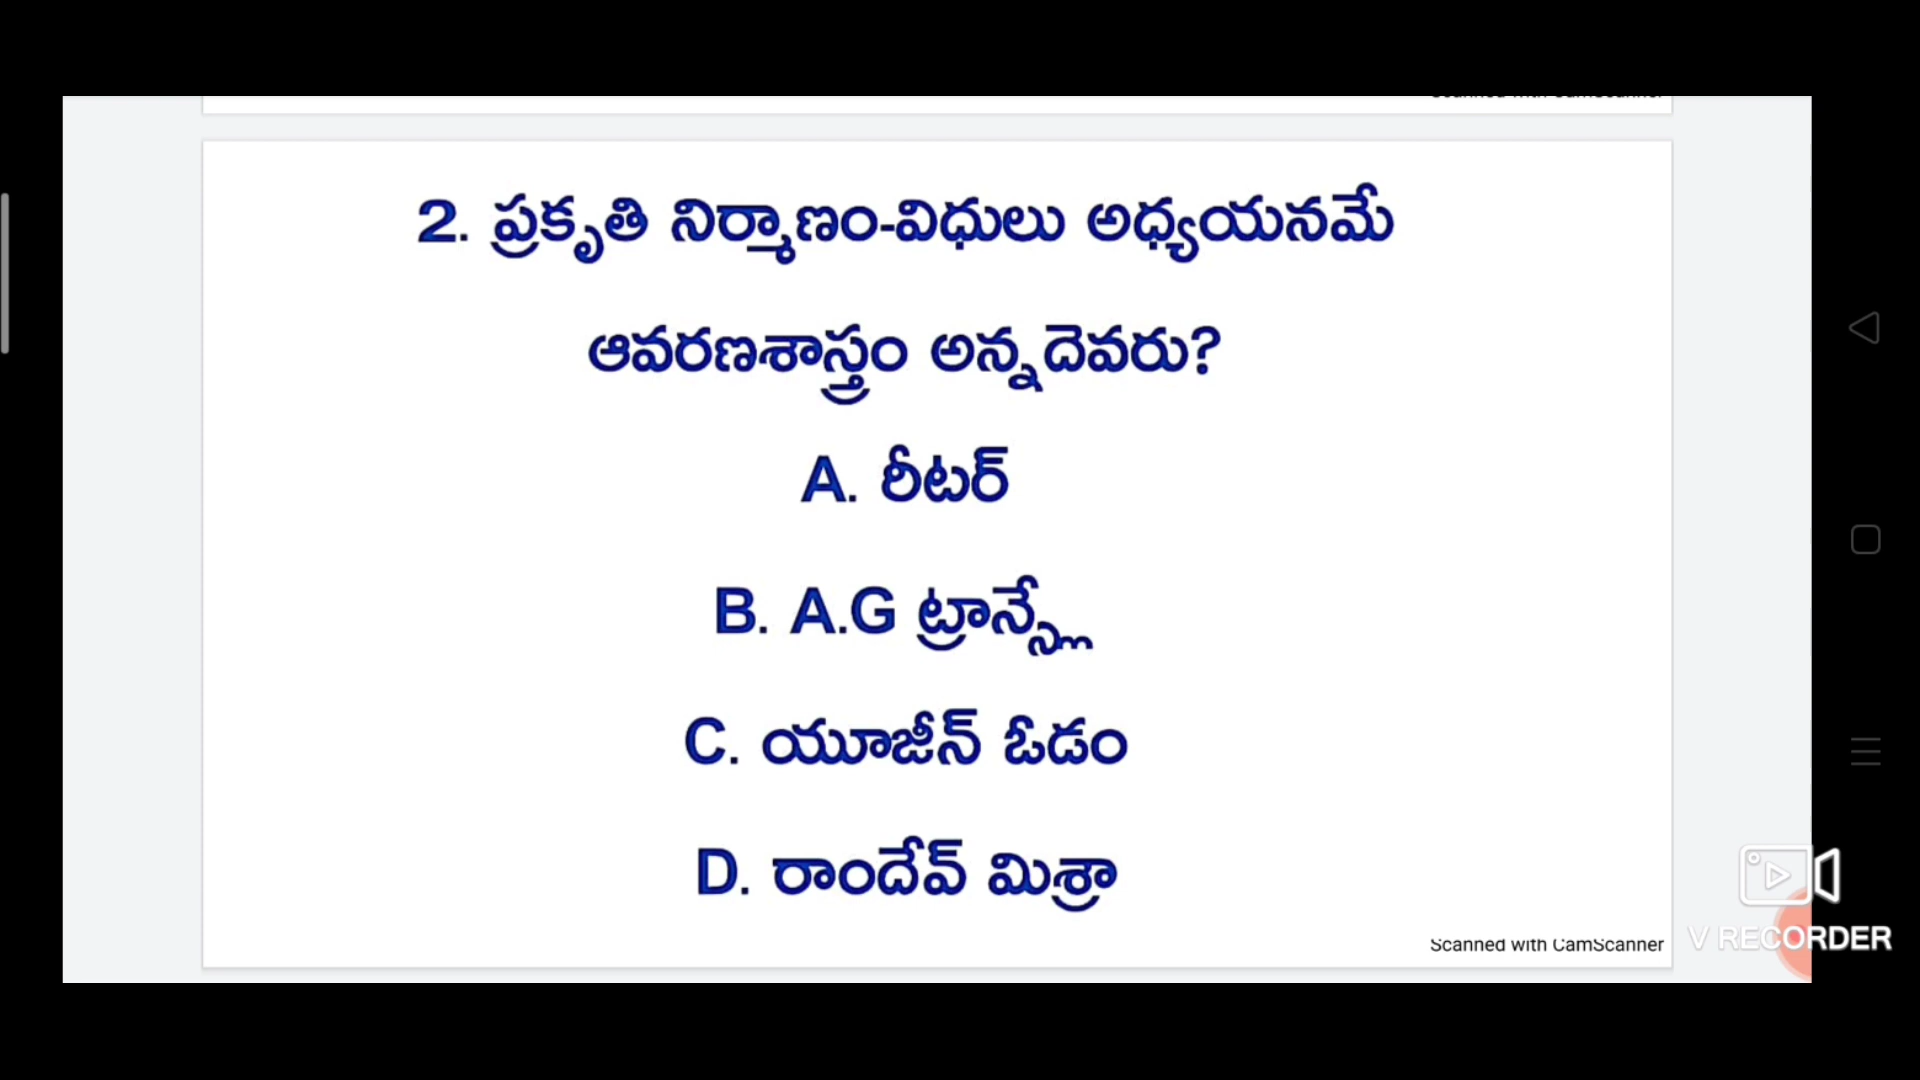 2. ప్రకృతి నిర్మాణం-విధులు అధ్యయనమే
ఆవరణశాస్త్రం అన్నదెవరు?
A. రీటర్
B. A.G ట్రాన్స్లే
C. యూజీన్ ఓడం
D. రాందేవ్ మిశ్రా
Scanned with CamScanner
V RECORDER